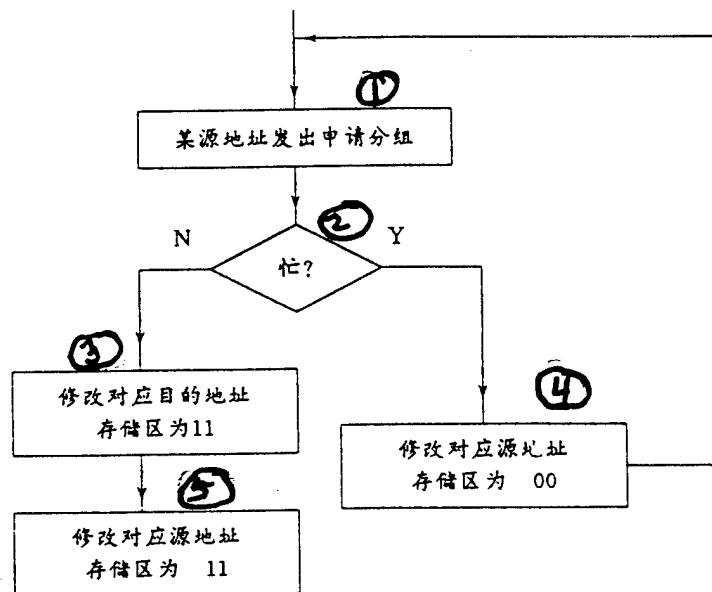 ①
某源地址发出申请分组
②
N
Y
忙?
③
修改对应目的地址
存储区为11
④
修改对应源地址
存储区为 00
⑤
修改对应源地址
存储区为 11